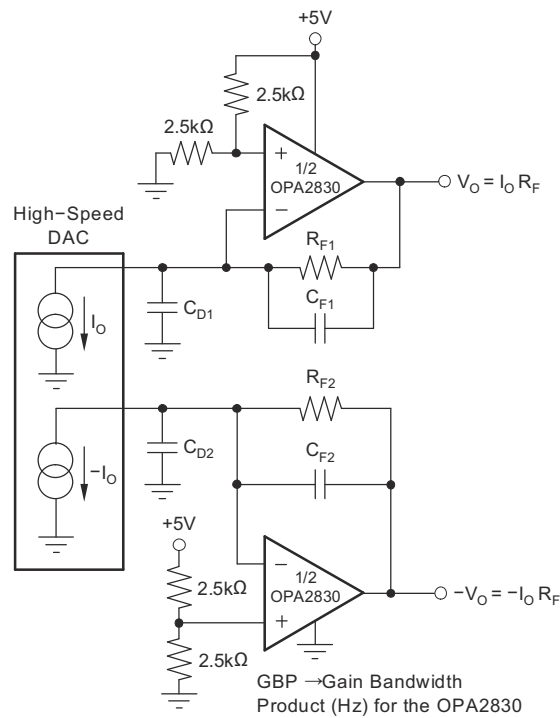 +5V
2.5kΩ
2.5kΩ
+
1/2
OPA2830
−
V_O = I_O R_F
High−Speed
DAC
R_F1
C_F1
C_D1
I_O
R_F2
C_F2
C_D2
−I_O
+5V
2.5kΩ
−
1/2
OPA2830
+
−V_O = −I_O R_F
2.5kΩ
GBP →Gain Bandwidth
Product (Hz) for the OPA2830